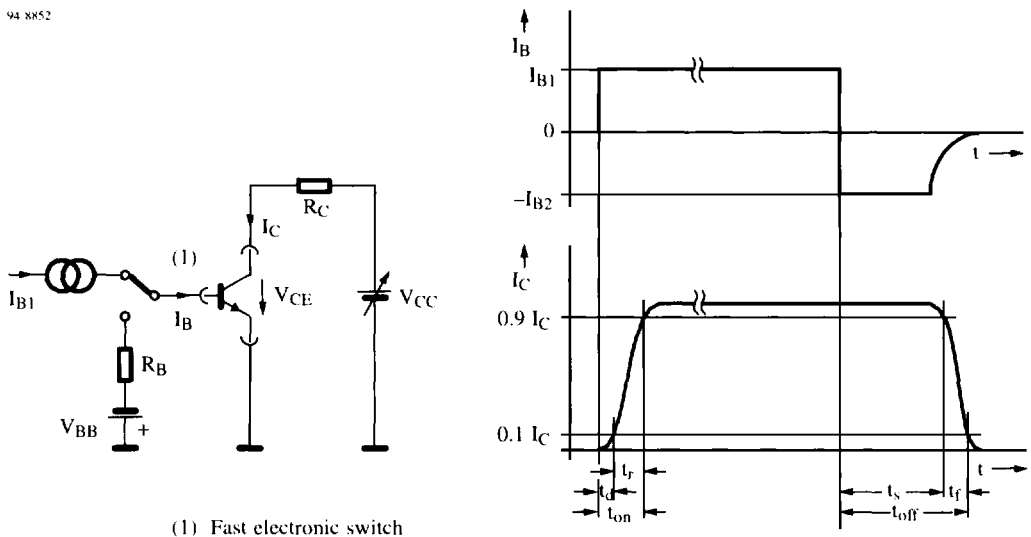 94 8852
I_B1
(1)
I_B
R_B
V_BB
+
I_C
V_CE
R_C
V_CC
(1) Fast electronic switch
I_B
I_B1
0
t
–I_B2
I_C
0.9 I_C
0.1 I_C
t
t_r
t_d
t_on
t_s
t_f
t_off